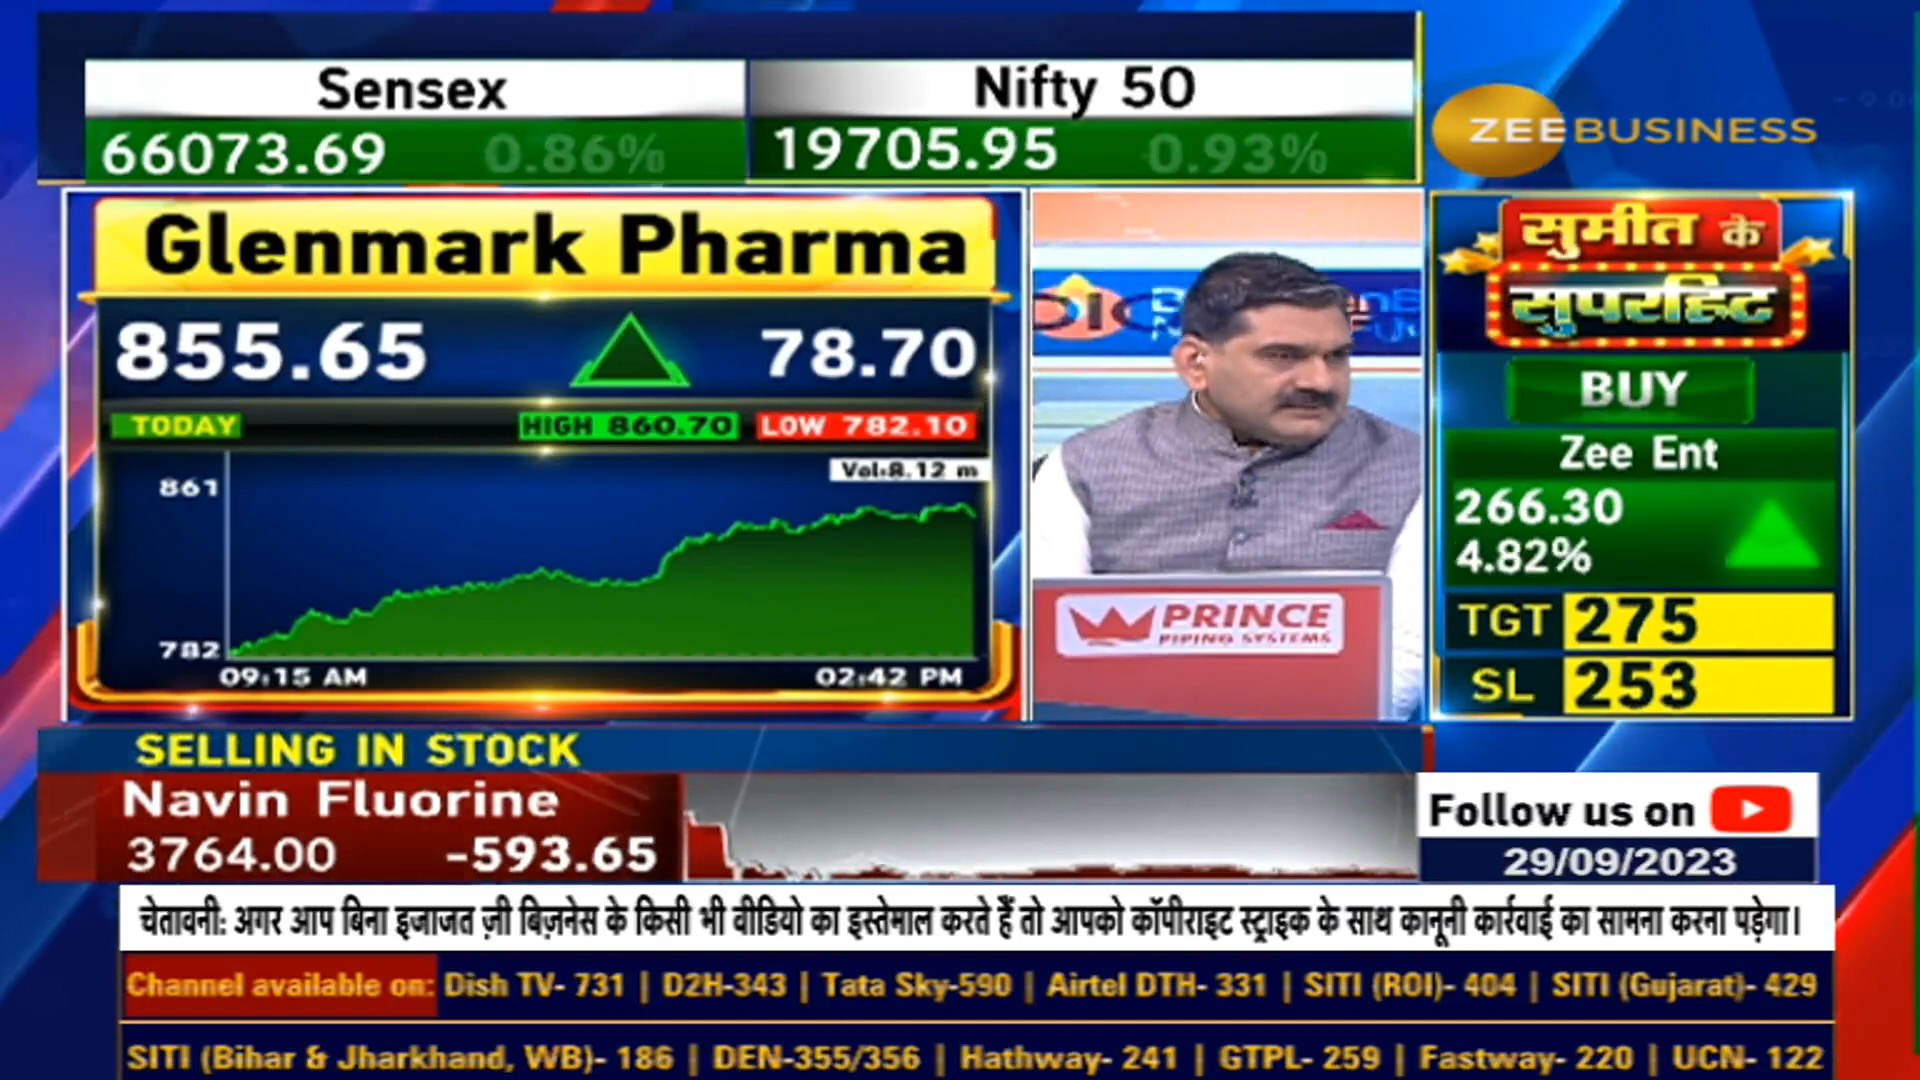 Sensex
66073.69 0.86%
Nifty 50
19705.95 0.93%
ZEEBUSINESS
Glenmark Pharma
855.65 78.70
TODAY HIGH 860.70 LOW 782.10
Vol:8.12 m
861
782
09:15 AM 02:42 PM
PRINCE
PIPING SYSTEMS
सुमीत के
सुपरहिट
BUY
Zee Ent
266.30
4.82%
TGT 275
SL 253
SELLING IN STOCK
Navin Fluorine
3764.00 -593.65
Follow us on
29/09/2023
चेतावनी: अगर आप बिना इजाजत ज़ी बिज़नेस के किसी भी वीडियो का इस्तेमाल करते हैं तो आपको कॉपीराइट स्ट्राइक के साथ कानूनी कार्रवाई का सामना करना पड़ेगा।
Channel available on: Dish TV- 731 | D2H-343 | Tata Sky-590 | Airtel DTH- 331 | SITI (ROI)- 404 | SITI (Gujarat)- 429
SITI (Bihar & Jharkhand, WB)- 186 | DEN-355/356 | Hathway- 241 | GTPL- 259 | Fastway- 220 | UCN- 122